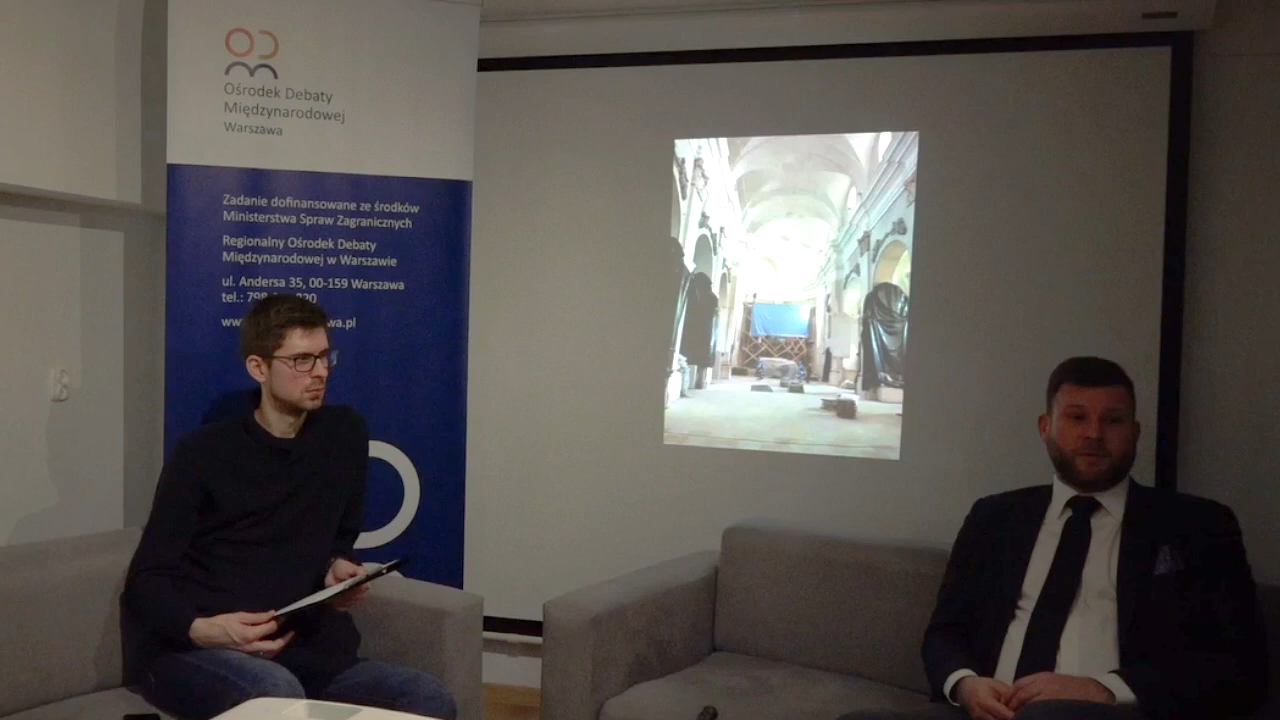 Ośrodek Debaty
Międzynarodowej
Warszawa
Zadanie dofinansowane ze środków
Ministerstwa Spraw Zagranicznych
Regionalny Ośrodek Debaty
Międzynarodowej w Warszawie
ul. Andersa 35, 00-159 Warszawa
tel.: